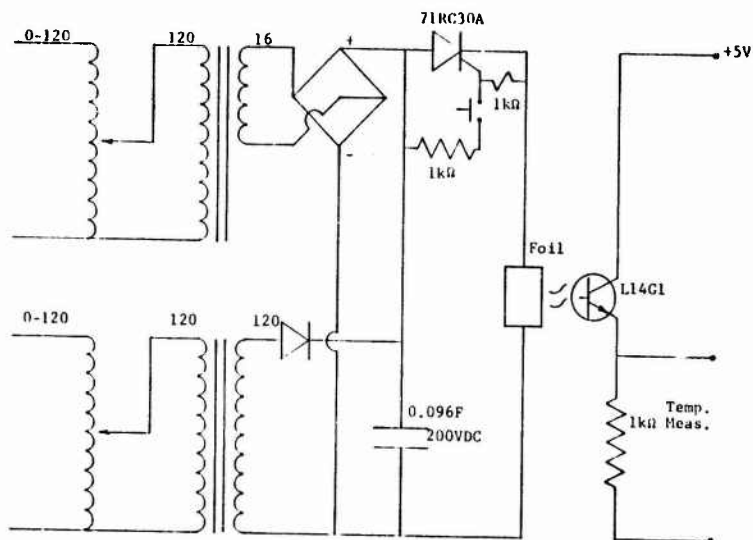 71RC30A
0-120
120
16
+
+5V
1kΩ
1kΩ
-
Foil
L14G1
0-120
120
120
0.096F
200VDC
1kΩ
Temp.
Meas.